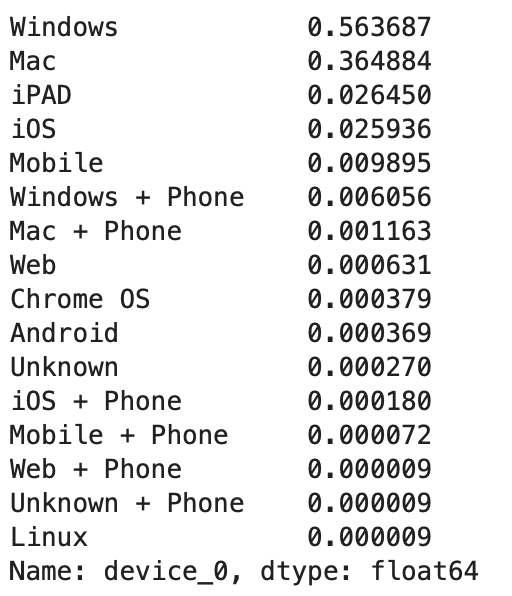 Windows 0.563687
Mac 0.364884
iPAD 0.026450
iOS 0.025936
Mobile 0.009895
Windows + Phone 0.006056
Mac + Phone 0.001163
Web 0.000631
Chrome OS 0.000379
Android 0.000369
Unknown 0.000270
iOS + Phone 0.000180
Mobile + Phone 0.000072
Web + Phone 0.000009
Unknown + Phone 0.000009
Linux 0.000009
Name: device_0, dtype: float64